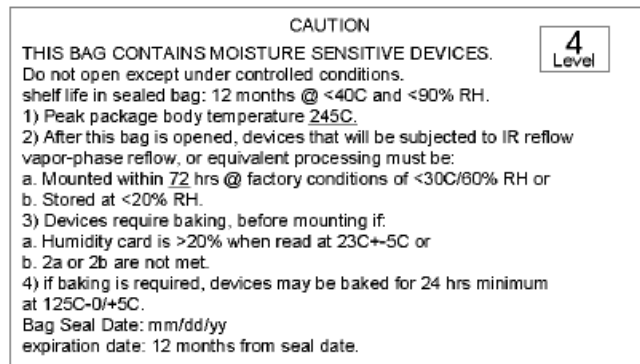 CAUTION
THIS BAG CONTAINS MOISTURE SENSITIVE DEVICES.
4
Level
Do not open except under controlled conditions.
shelf life in sealed bag: 12 months @ <40C and <90% RH.
1) Peak package body temperature 245C.
2) After this bag is opened, devices that will be subjected to IR reflow
vapor-phase reflow, or equivalent processing must be:
a. Mounted within 72 hrs @ factory conditions of <30C/60% RH or
b. Stored at <20% RH.
3) Devices require baking, before mounting if:
a. Humidity card is >20% when read at 23C+-5C or
b. 2a or 2b are not met.
4) if baking is required, devices may be baked for 24 hrs minimum
at 125C-0/+5C.
Bag Seal Date: mm/dd/yy
expiration date: 12 months from seal date.